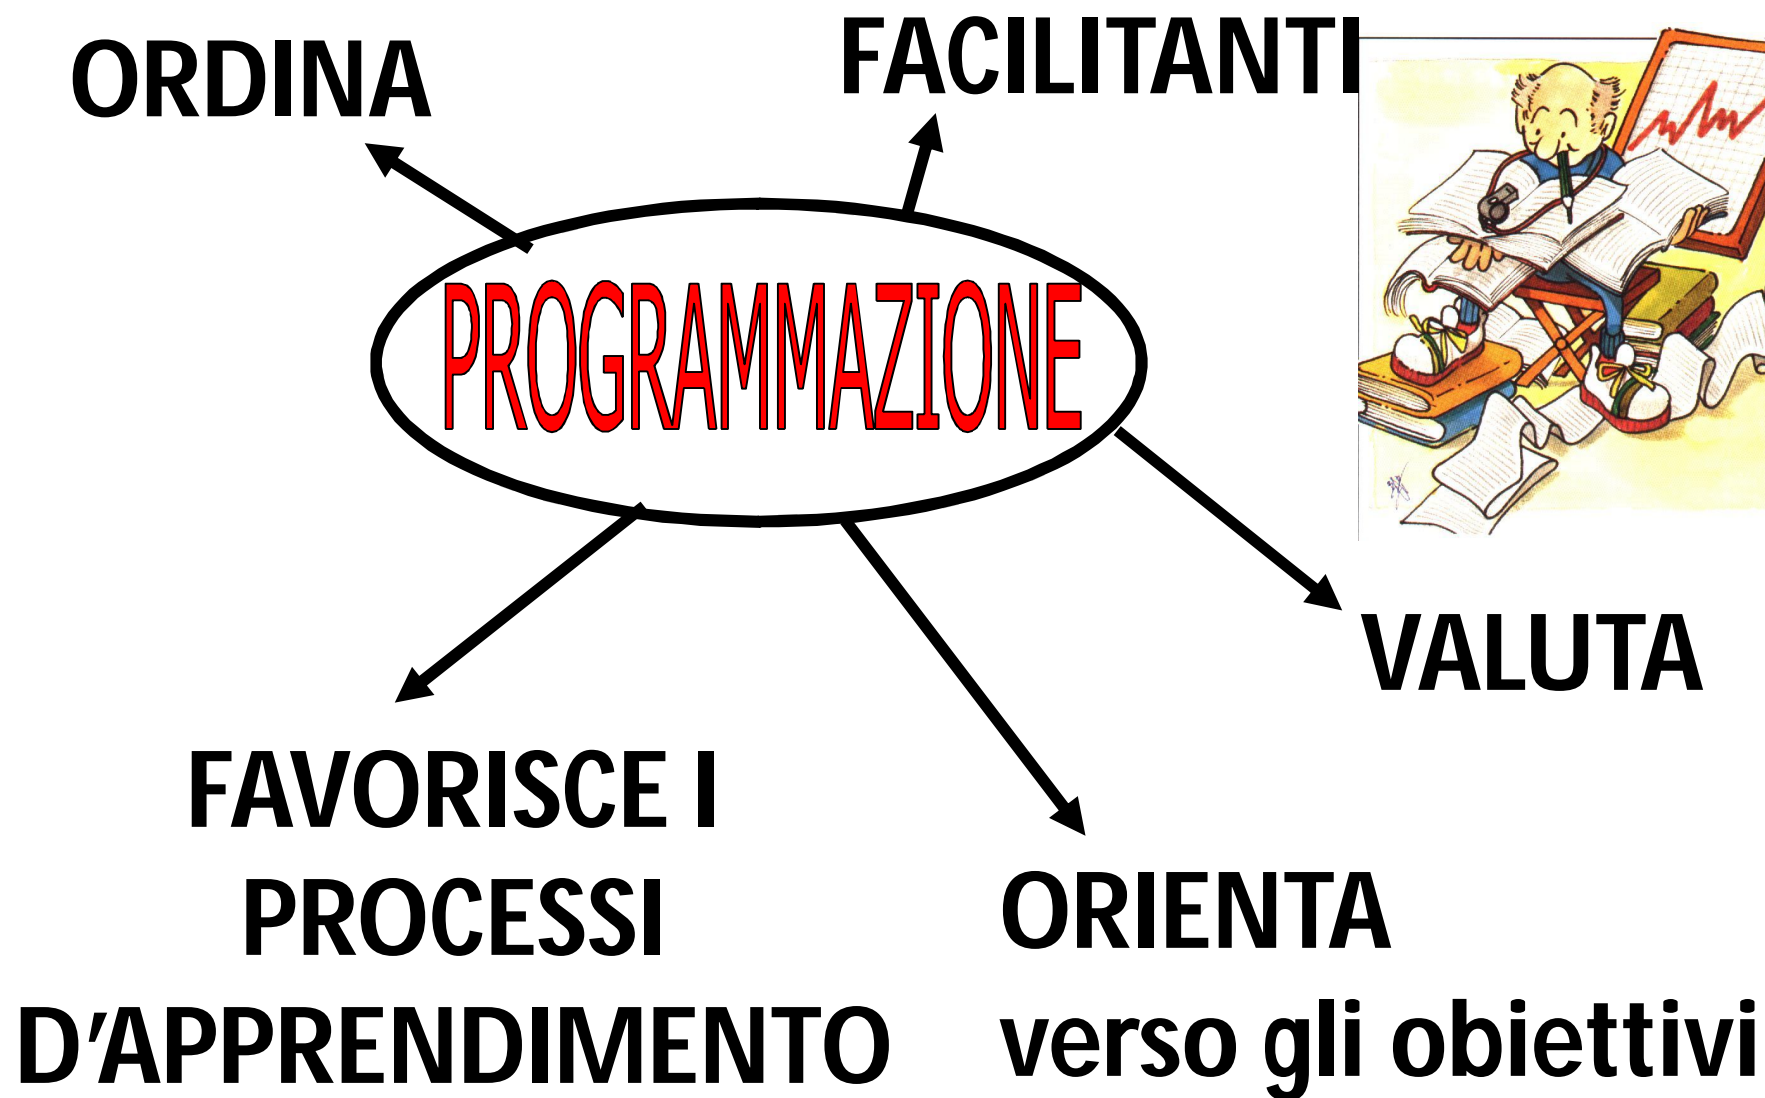 ORDINA
FACILITANTI
PROGRAMMAZIONE
VALUTA
FAVORISCE I
PROCESSI
D’APPRENDIMENTO
ORIENTA
verso gli obiettivi